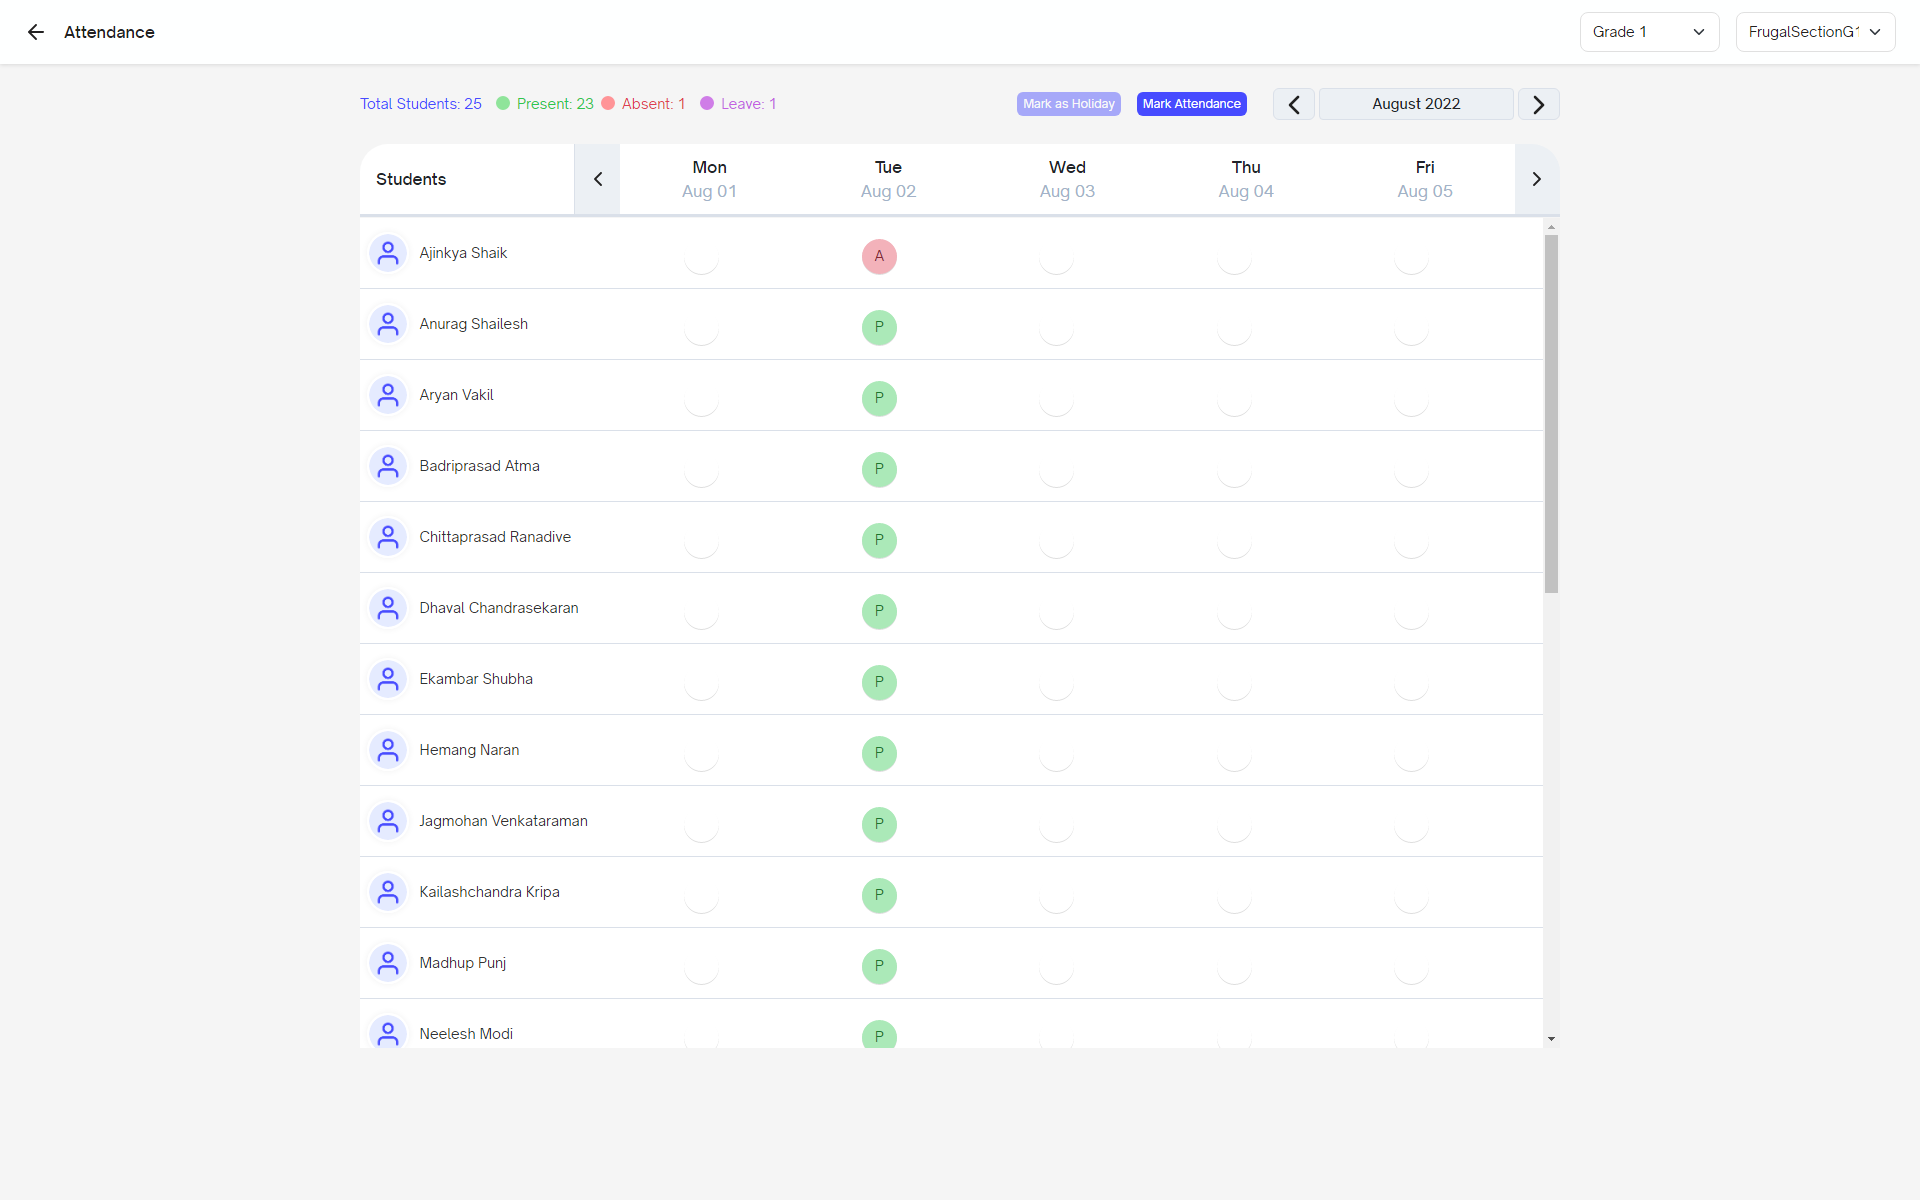 Attendance
Grade 1
FrugalSectionG1
Total Students: 25
Present: 23
Absent: 1
Leave: 1
Mark as Holiday
Mark Attendance
August 2022
Students
Mon
Aug 01
Tue
Aug 02
Wed
Aug 03
Thu
Aug 04
Fri
Aug 05
Ajinkya Shaik
A
Anurag Shailesh
P
Aryan Vakil
P
Badriprasad Atma
P
Chittaprasad Ranadive
P
Dhaval Chandrasekaran
P
Ekambar Shubha
P
Hemang Naran
P
Jagmohan Venkataraman
P
Kailashchandra Kripa
P
Madhup Punj
P
Neelesh Modi
P